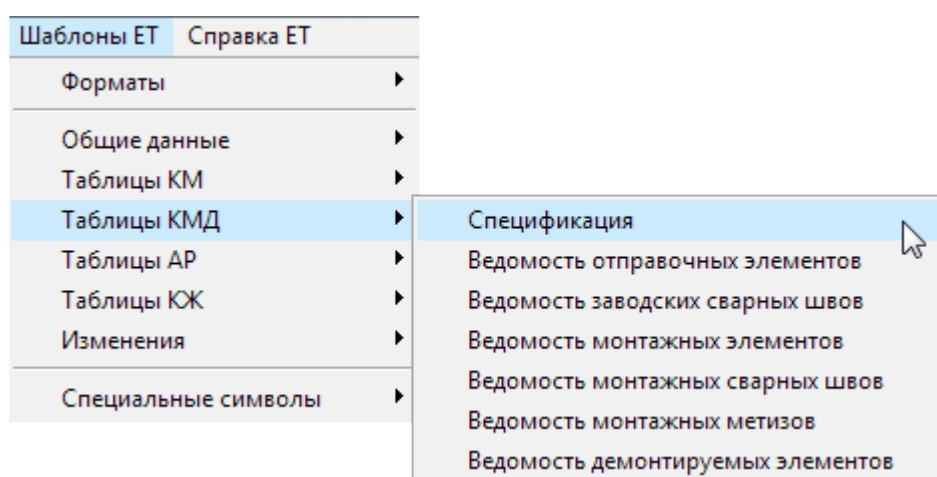 Шаблоны ЕТ Справка ЕТ
Форматы
Общие данные
Таблицы КМ
Таблицы КМД
Таблицы АР
Таблицы КЖ
Изменения
Специальные символы
Спецификация
Ведомость отправочных элементов
Ведомость заводских сварных швов
Ведомость монтажных элементов
Ведомость монтажных сварных швов
Ведомость монтажных метизов
Ведомость демонтируемых элементов